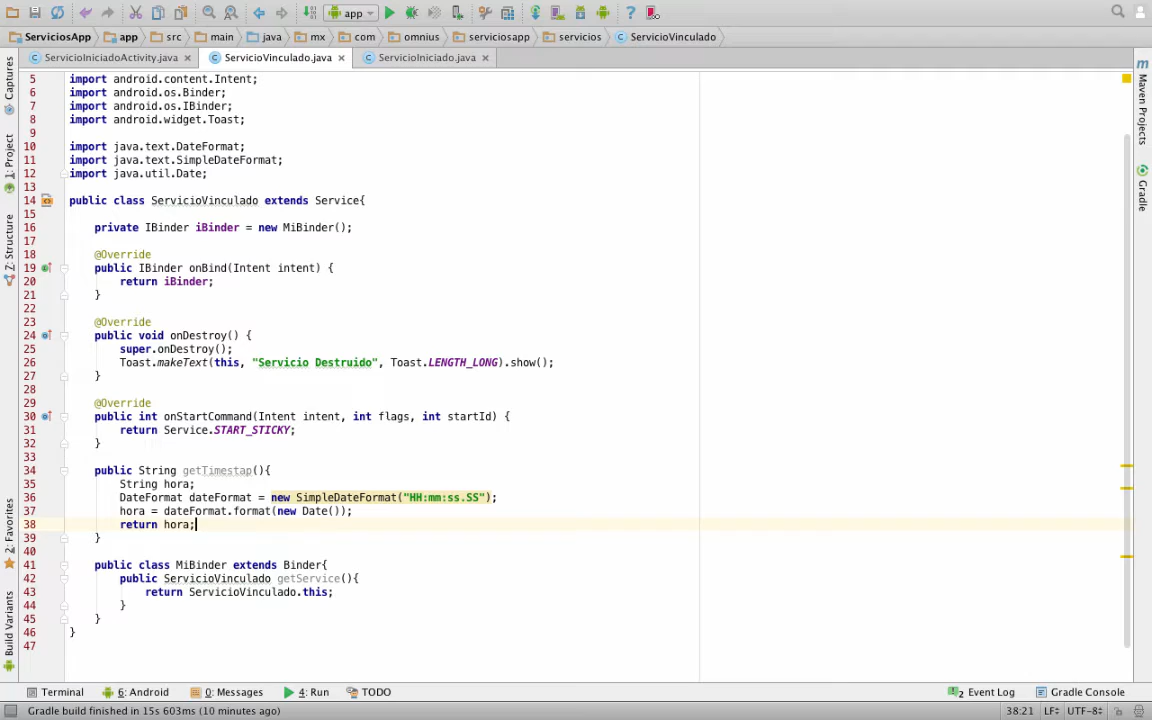 app
ServiciosApp app src main java mx com omnius serviciosapp servicios ServicioVinculado
ServicioIniciadoActivity.java ServicioVinculado.java ServicioIniciado.java
Captures
1: Project
7: Structure
2: Favorites
Build Variants
5 import android.content.Intent;
6 import android.os.Binder;
7 import android.os.IBinder;
8 import android.widget.Toast;
9
10 import java.text.DateFormat;
11 import java.text.SimpleDateFormat;
12 import java.util.Date;
13
14 public class ServicioVinculado extends Service{
15
16 private IBinder iBinder = new MiBinder();
17
18 @Override
19 public IBinder onBind(Intent intent) {
20 return iBinder;
21 }
22
23 @Override
24 public void onDestroy() {
25 super.onDestroy();
26 Toast.makeText(this, "Servicio Destruido", Toast.LENGTH_LONG).show();
27 }
28
29 @Override
30 public int onStartCommand(Intent intent, int flags, int startId) {
31 return Service.START_STICKY;
32 }
33
34 public String getTimestap(){
35 String hora;
36 DateFormat dateFormat = new SimpleDateFormat("HH:mm:ss.SS");
37 hora = dateFormat.format(new Date());
38 return hora;
39 }
40
41 public class MiBinder extends Binder{
42 public ServicioVinculado getService(){
43 return ServicioVinculado.this;
44 }
45 }
46 }
47
Maven Projects
Gradle
Terminal 6: Android 0: Messages 4: Run TODO 2 Event Log Gradle Console
Gradle build finished in 15s 603ms (10 minutes ago) 38:21 LF UTF-8